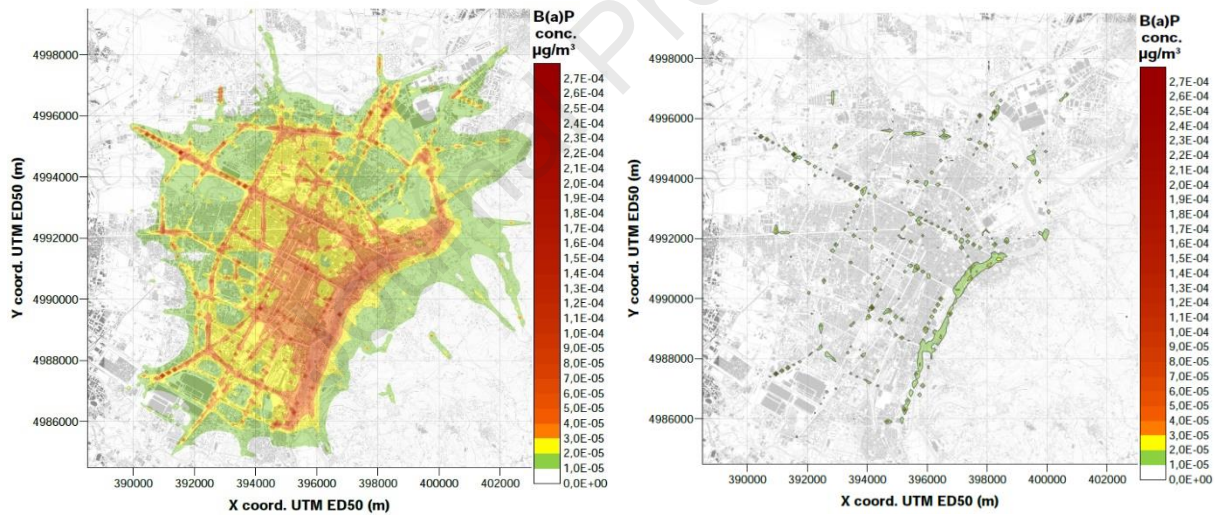 B(a)P
conc.
µg/m³
4998000
4996000
4994000
4992000
4990000
4988000
4986000
Y coord. UTM ED50 (m)
390000 392000 394000 396000 398000 400000 402000
X coord. UTM ED50 (m)
2,7E-04
2,6E-04
2,5E-04
2,4E-04
2,3E-04
2,2E-04
2,1E-04
2,0E-04
1,9E-04
1,8E-04
1,7E-04
1,6E-04
1,5E-04
1,4E-04
1,3E-04
1,2E-04
1,1E-04
1,0E-04
9,0E-05
8,0E-05
7,0E-05
6,0E-05
5,0E-05
4,0E-05
3,0E-05
2,0E-05
1,0E-05
0,0E+00
B(a)P
conc.
µg/m³
4998000
4996000
4994000
4992000
4990000
4988000
4986000
Y coord. UTM ED50 (m)
390000 392000 394000 396000 398000 400000 402000
X coord. UTM ED50 (m)
2,7E-04
2,6E-04
2,5E-04
2,4E-04
2,3E-04
2,2E-04
2,1E-04
2,0E-04
1,9E-04
1,8E-04
1,7E-04
1,6E-04
1,5E-04
1,4E-04
1,3E-04
1,2E-04
1,1E-04
1,0E-04
9,0E-05
8,0E-05
7,0E-05
6,0E-05
5,0E-05
4,0E-05
3,0E-05
2,0E-05
1,0E-05
0,0E+00